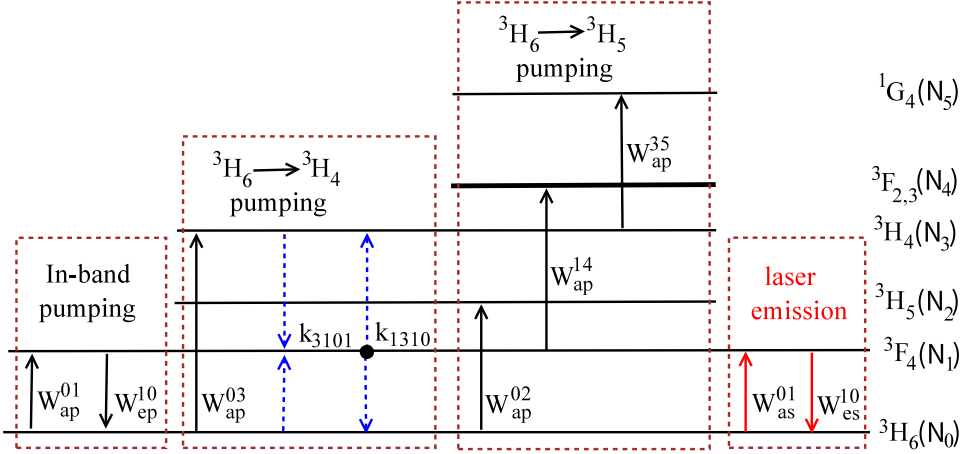 ³H₆ → ³H₅
pumping
¹G₄(N₅)
W³⁵ₐₚ
³H₆ → ³H₄
pumping
³F₂,₃(N₄)
³H₄(N₃)
In-band
pumping
W¹⁴ₐₚ
laser
emission
³H₅(N₂)
k₃₁₀₁
k₁₃₁₀
³F₄(N₁)
W⁰¹ₐₚ
W¹⁰ₑₚ
W⁰³ₐₚ
W⁰²ₐₚ
W⁰¹ₐₛ
W¹⁰ₑₛ
³H₆(N₀)